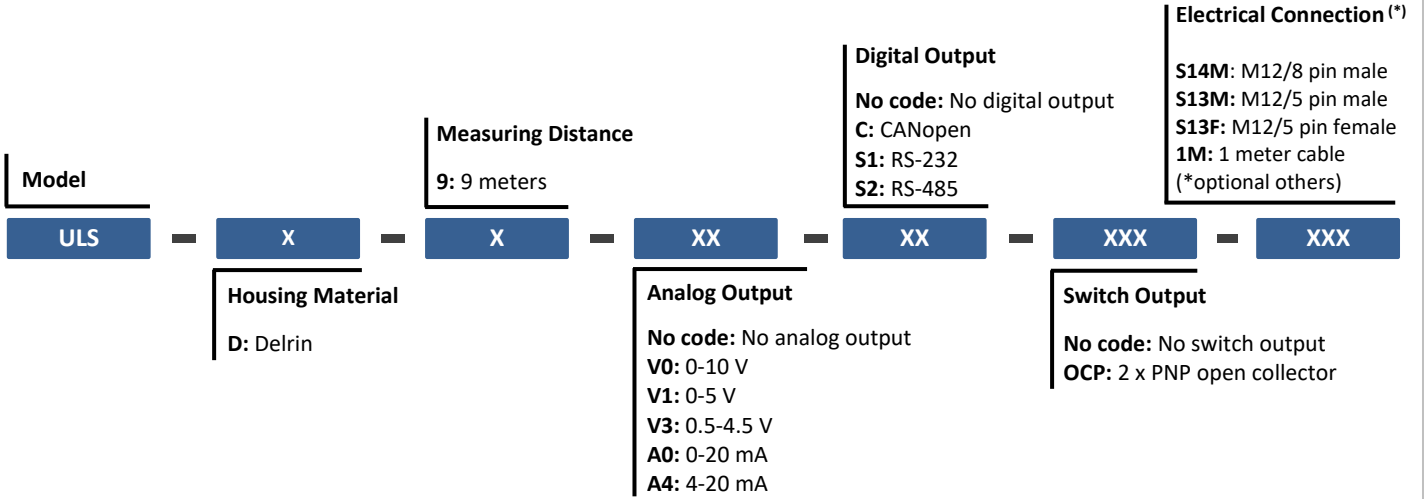 Model
Measuring Distance
9: 9 meters
Digital Output
No code: No digital output
C: CANopen
S1: RS-232
S2: RS-485
Electrical Connection (*)
S14M: M12/8 pin male
S13M: M12/5 pin male
S13F: M12/5 pin female
1M: 1 meter cable
(*optional others)
ULS - X - X - XX - XX - XXX - XXX
Housing Material
D: Delrin
Analog Output
No code: No analog output
V0: 0-10 V
V1: 0-5 V
V3: 0.5-4.5 V
A0: 0-20 mA
A4: 4-20 mA
Switch Output
No code: No switch output
OCP: 2 x PNP open collector